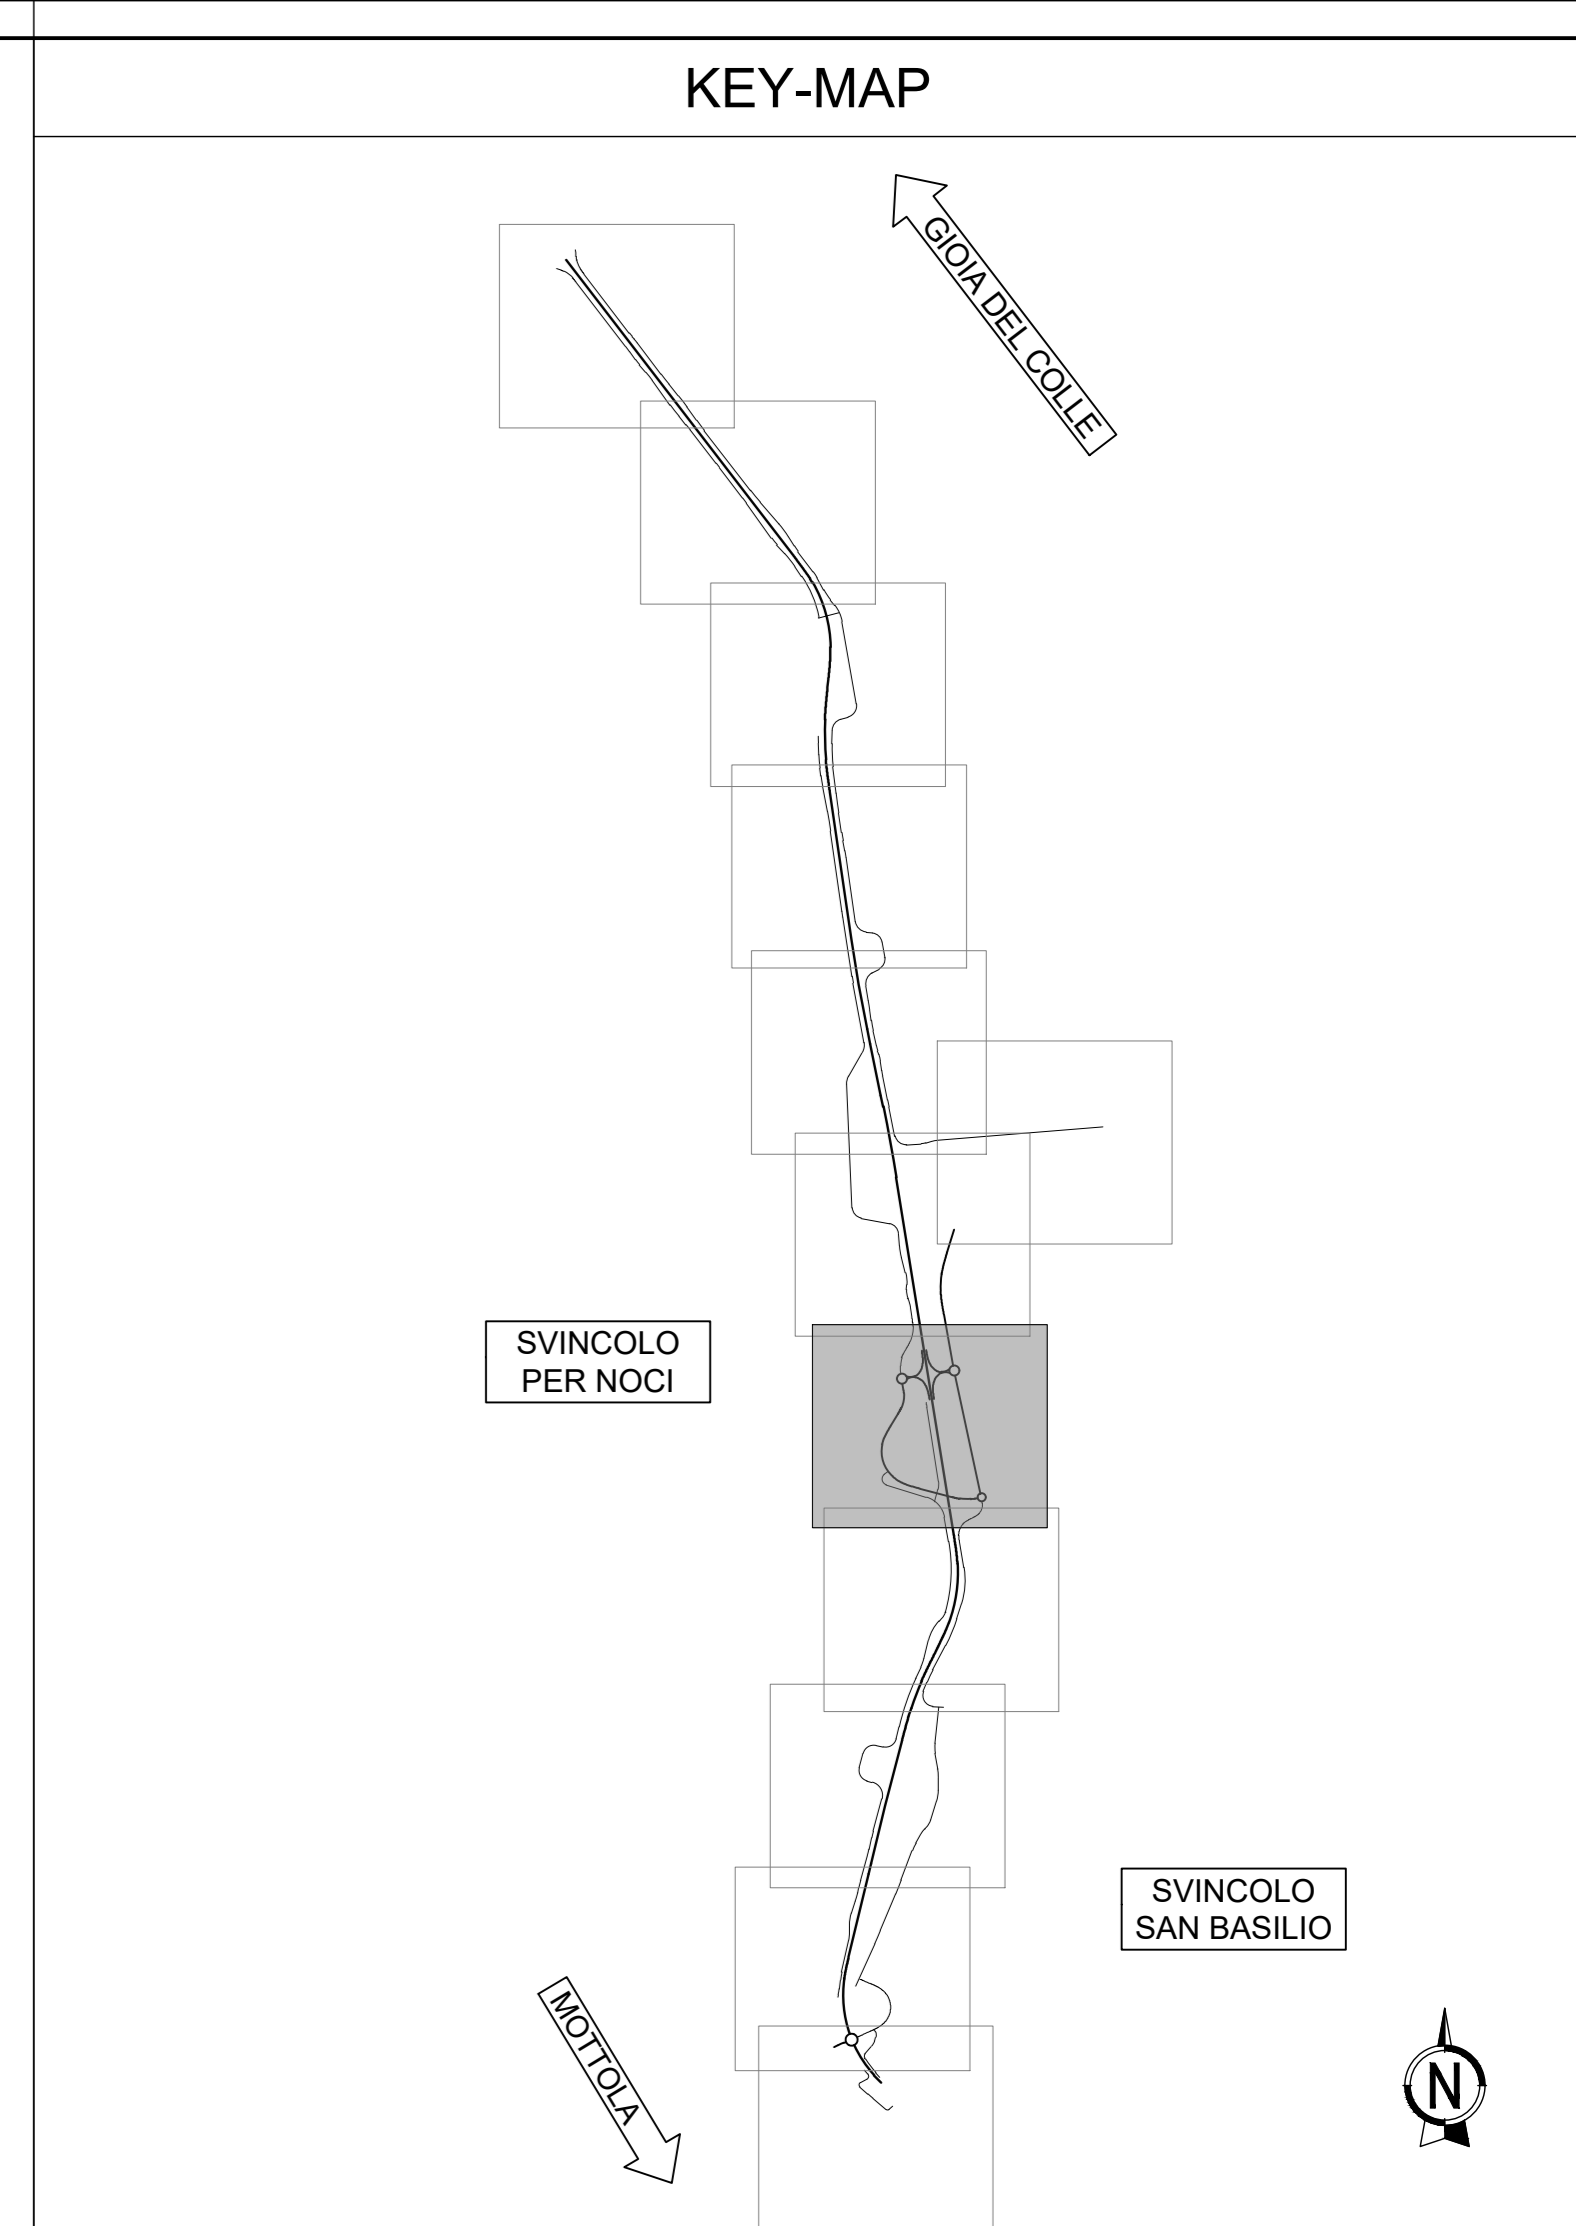 KEY-MAP
GIOIA DEL COLLE
SVINCOLO
PER NOCI
SVINCOLO
SAN BASILIO
MOTTOLA
N